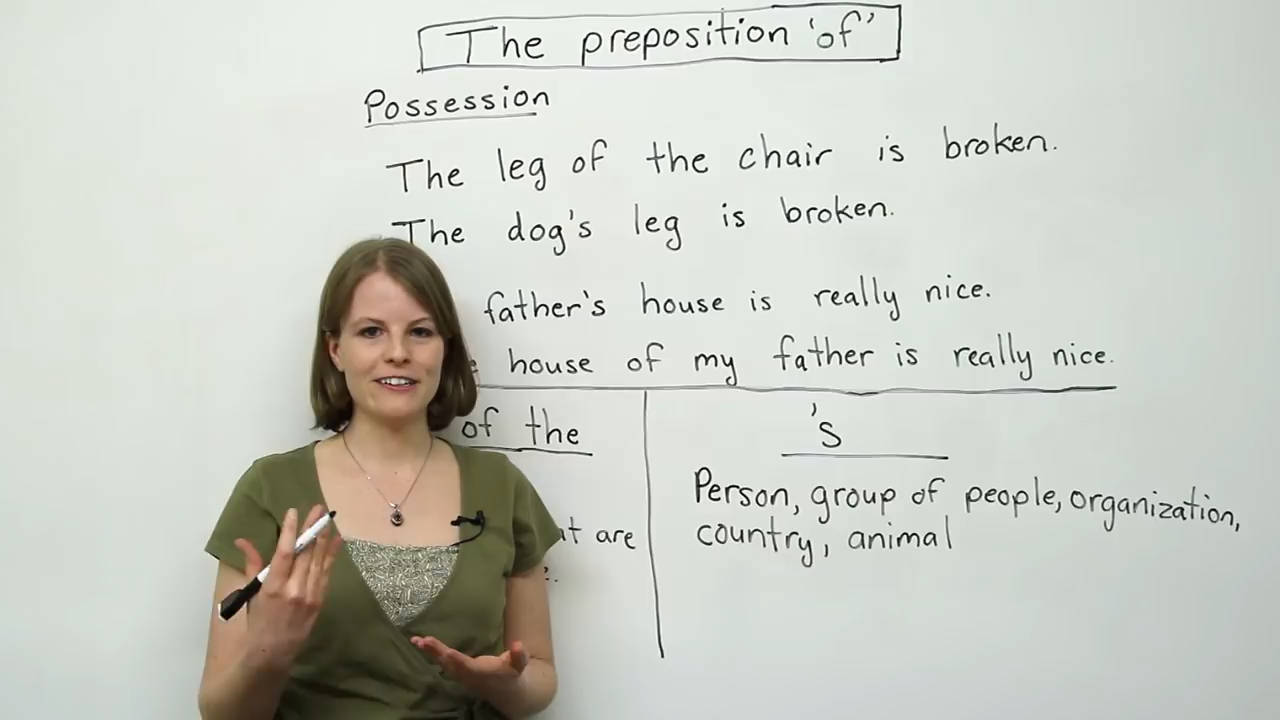 The preposition 'of'
Possession
The leg of the chair is broken.
The dog's leg is broken.
father's house is really nice.
house of my father is really nice.
of the
are
's
Person, group of people, organization,
country, animal